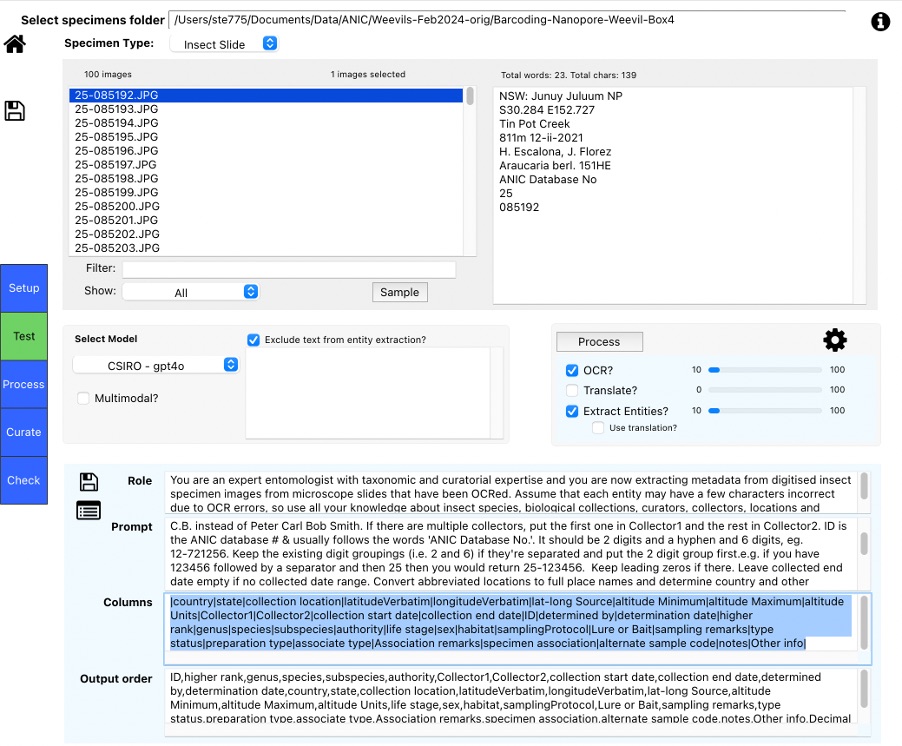 Select specimens folder /Users/ste775/Documents/Data/ANIC/Weevils-Feb2024-orig/Barcoding-Nanopore-Weevil-Box4
Specimen Type: Insect Slide
100 images 1 images selected Total words: 23. Total chars: 139
25-085192.JPG
25-085193.JPG
25-085194.JPG
25-085195.JPG
25-085196.JPG
25-085197.JPG
25-085198.JPG
25-085199.JPG
25-085200.JPG
25-085201.JPG
25-085202.JPG
25-085203.JPG
NSW: Junuy Juluum NP
S30.284 E152.727
Tin Pot Creek
811m 12-ii-2021
H. Escalona, J. Florez
Araucaria berl. 151HE
ANIC Database No
25
085192
Filter:
Show: All Sample
Setup
Test
Process
Curate
Check
Select Model
CSIRO - gpt4o
Multimodal?
Exclude text from entity extraction?
Process
OCR? 10 100
Translate? 0 100
Extract Entities? 10 100
Use translation?
Role
You are an expert entomologist with taxonomic and curatorial expertise and you are now extracting metadata from digitised insect
specimen images from microscope slides that have been OCRed. Assume that each entity may have a few characters incorrect
due to OCR errors, so use all your knowledge about insect species, biological collections, curators, collectors, locations and
Prompt
C.B. instead of Peter Carl Bob Smith. If there are multiple collectors, put the first one in Collector1 and the rest in Collector2. ID is
the ANIC database # & usually follows the words 'ANIC Database No.'. It should be 2 digits and a hyphen and 6 digits, eg.
12-721256. Keep the existing digit groupings (i.e. 2 and 6) if they're separated and put the 2 digit group first.e.g. if you have
123456 followed by a separator and then 25 then you would return 25-123456.  Keep leading zeros if there. Leave collected end
date empty if no collected date range. Convert abbreviated locations to full place names and determine country and other
Columns
|country|state|collection location|latitudeVerbatim|longitudeVerbatim|lat-long Source|altitude Minimum|altitude Maximum|altitude
Units|Collector1|Collector2|collection start date|collection end date|ID|determined by|determination date|higher
rank|genus|species|subspecies|authority|life stage|sex|habitat|samplingProtocol|Lure or Bait|sampling remarks|type
status|preparation type|associate type|Association remarks|specimen association|alternate sample code|notes|Other info|
Output order
ID,higher rank,genus,species,subspecies,authority,Collector1,Collector2,collection start date,collection end date,determined
by,determination date,country,state,collection location,latitudeVerbatim,longitudeVerbatim,lat-long Source,altitude
Minimum,altitude Maximum,altitude Units,life stage,sex,habitat,samplingProtocol,Lure or Bait,sampling remarks,type
status,preparation type,associate type,Association remarks,specimen association,alternate sample code,notes,Other info,Decimal